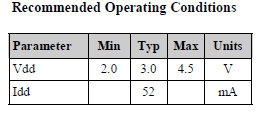 Recommended Operating Conditions
Parameter Min Typ Max Units
Vdd 2.0 3.0 4.5 V
Idd 52 mA